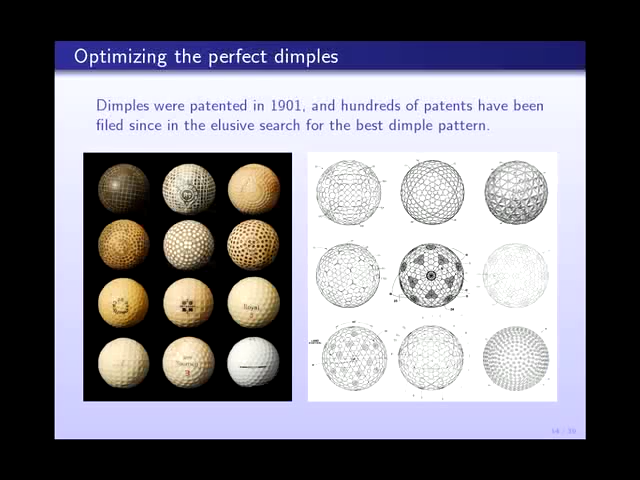 Optimizing the perfect dimples
Dimples were patented in 1901, and hundreds of patents have been
filed since in the elusive search for the best dimple pattern.
Royal